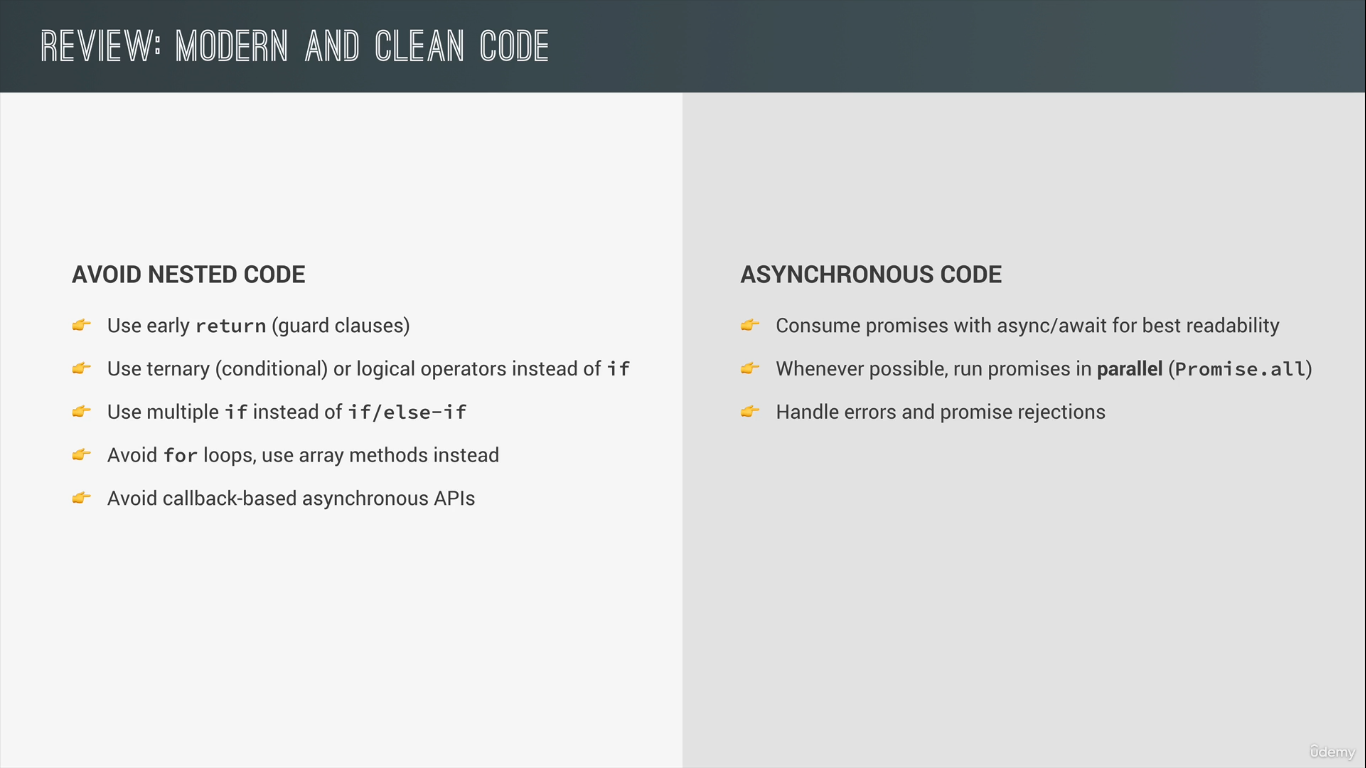 REVIEW: MODERN AND CLEAN CODE
AVOID NESTED CODE
👉 Use early return (guard clauses)
👉 Use ternary (conditional) or logical operators instead of if
👉 Use multiple if instead of if/else-if
👉 Avoid for loops, use array methods instead
👉 Avoid callback-based asynchronous APIs
ASYNCHRONOUS CODE
👉 Consume promises with async/await for best readability
👉 Whenever possible, run promises in parallel (Promise.all)
👉 Handle errors and promise rejections
ûdemy